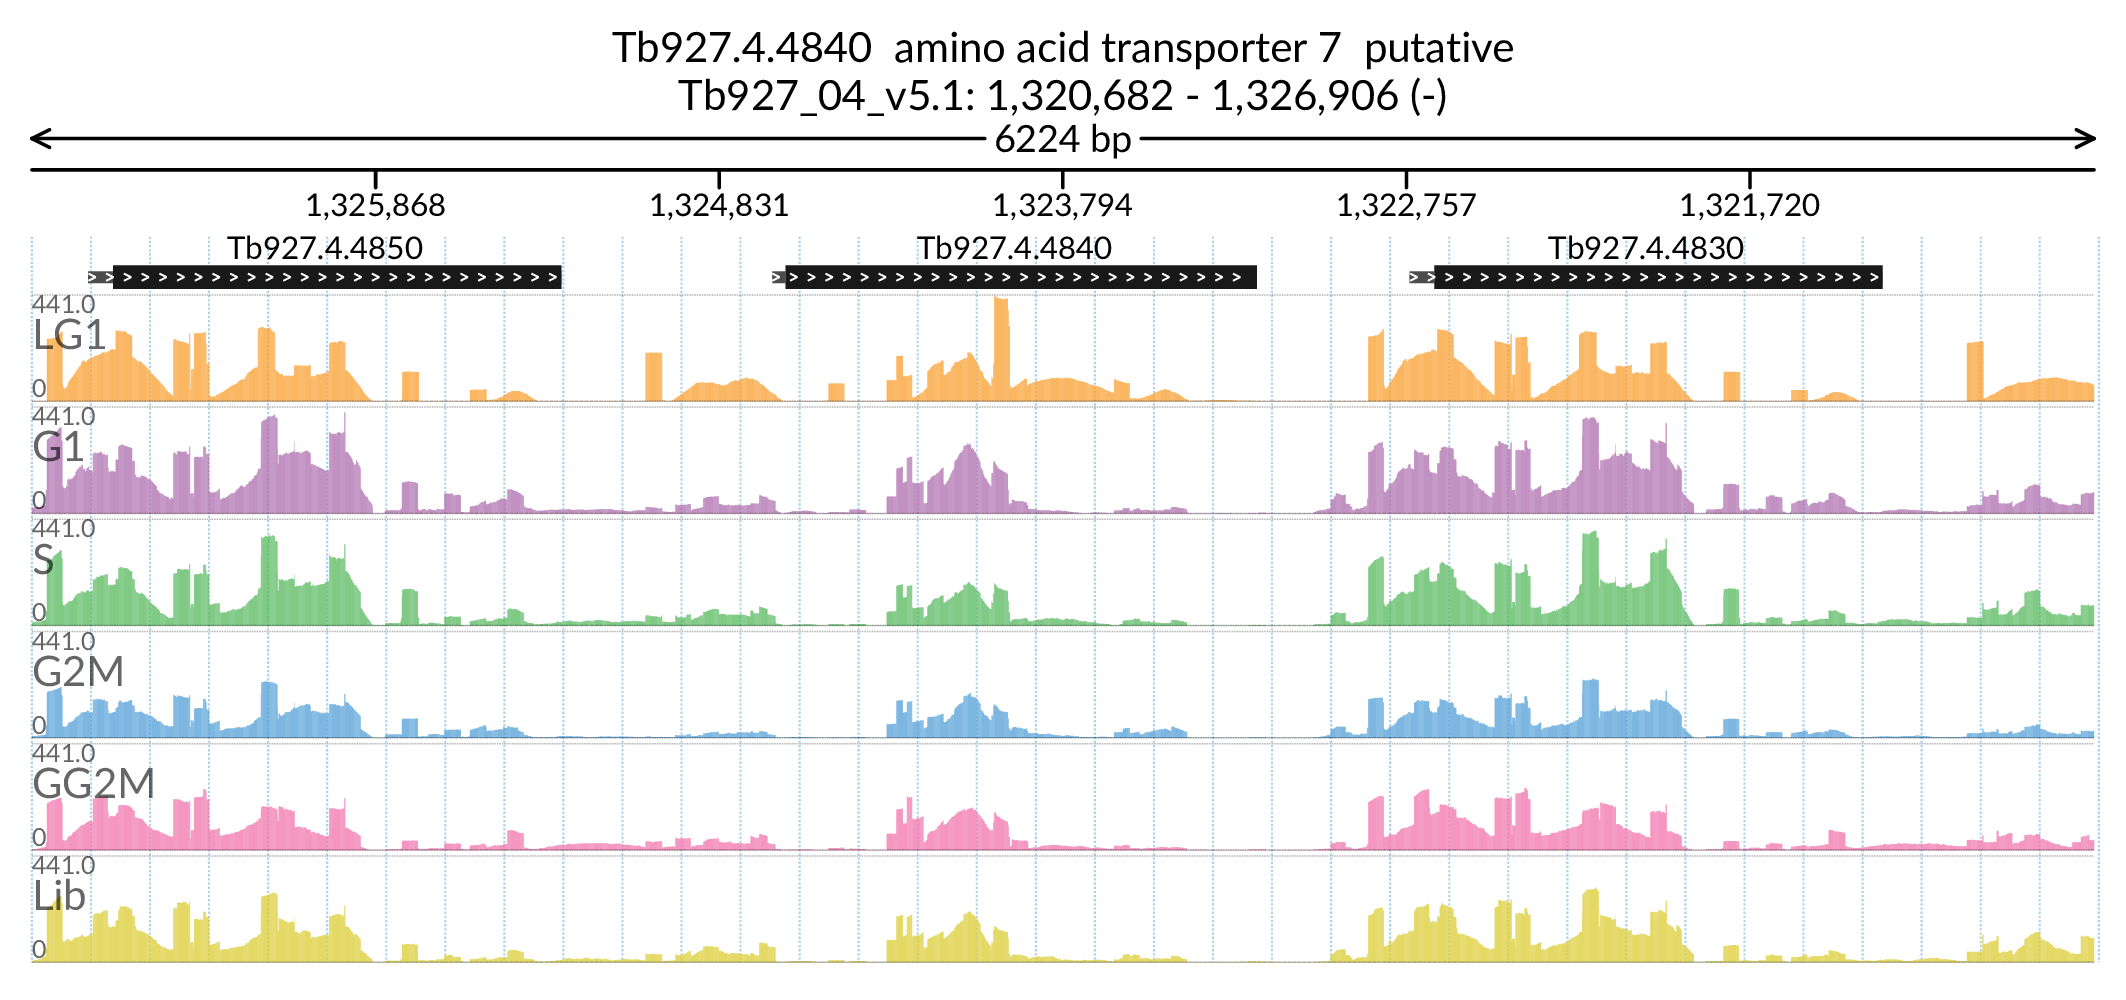 Tb927.4.4840  amino acid transporter 7  putative
Tb927_04_v5.1: 1,320,682 - 1,326,906 (-)
6224 bp
1,325,868 1,324,831 1,323,794 1,322,757 1,321,720
Tb927.4.4850 Tb927.4.4840 Tb927.4.4830
441.0
LG1
0
441.0
G1
0
441.0
S
0
441.0
G2M
0
441.0
GG2M
0
441.0
Lib
0